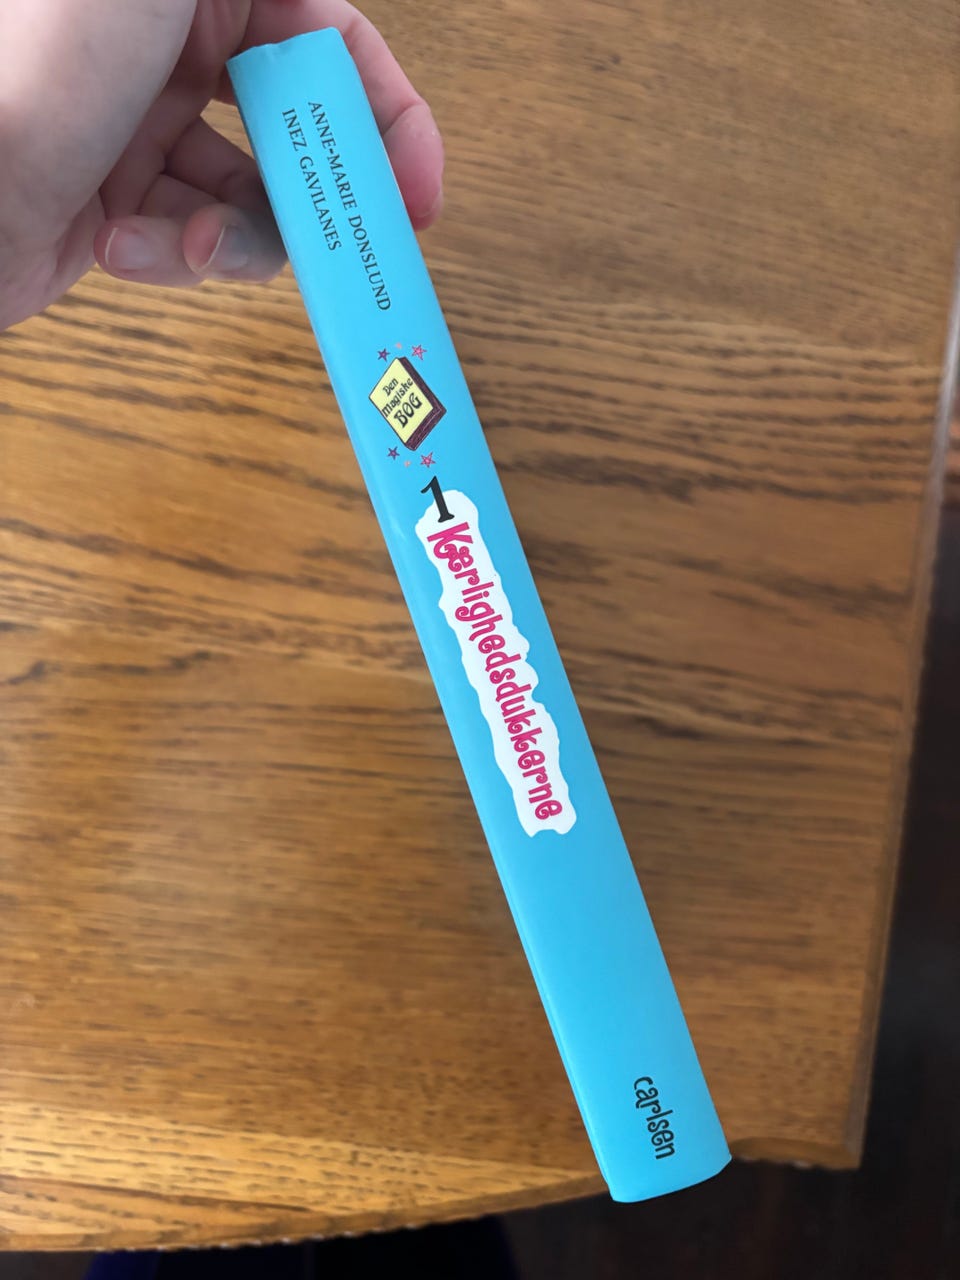 ANNE-MARIE DONSLUND
INEZ GAVILANES
Den
Magiske
BOG
1
Kærlighedsdukkerne
carlsen